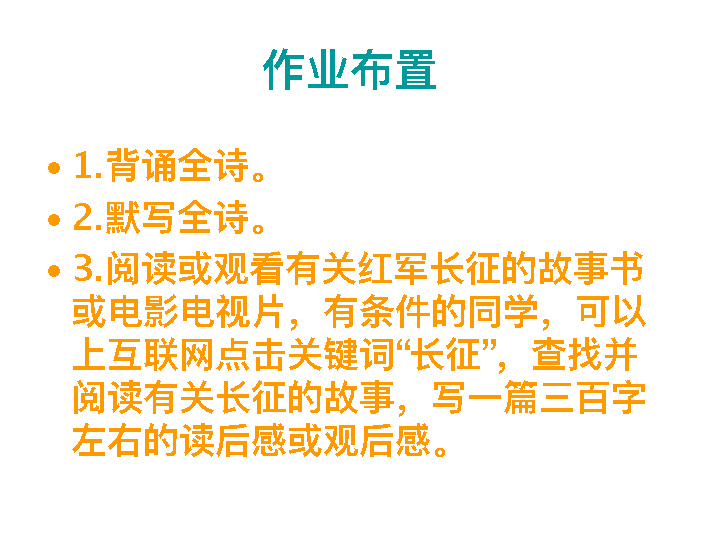 作业布置
• 1.背诵全诗。
• 2.默写全诗。
• 3.阅读或观看有关红军长征的故事书
或电影电视片，有条件的同学，可以
上互联网点击关键词“长征”，查找并
阅读有关长征的故事，写一篇三百字
左右的读后感或观后感。